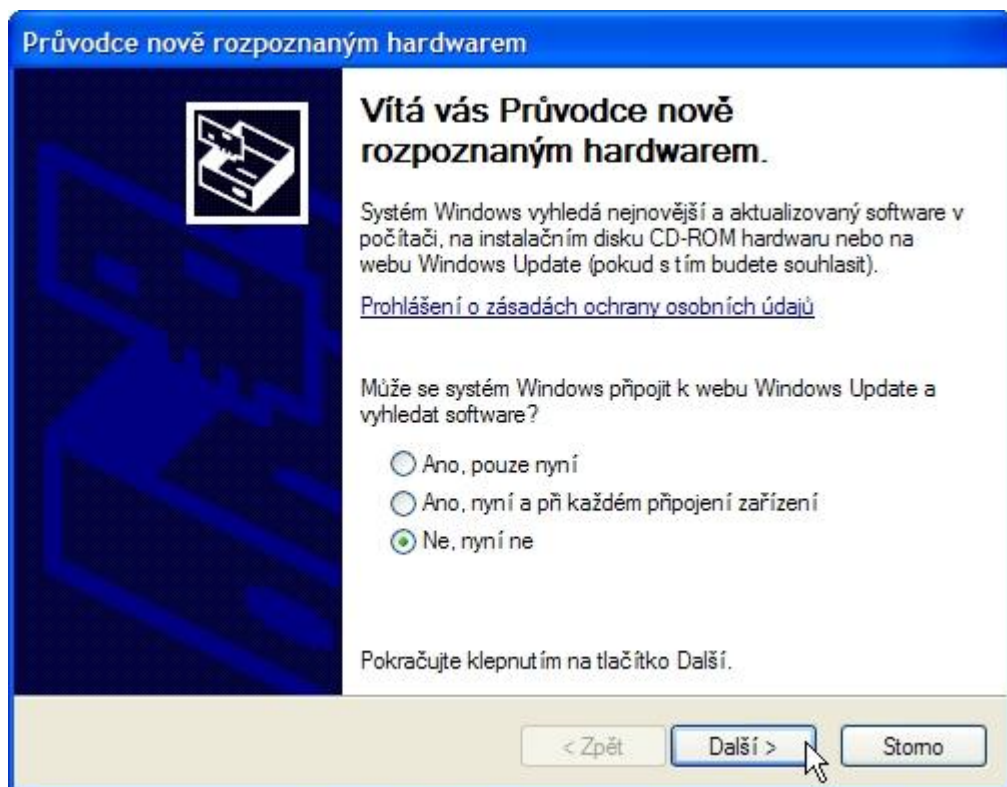 Průvodce nově rozpoznaným hardwarem
Vítá vás Průvodce nově
rozpoznaným hardwarem.
Systém Windows vyhledá nejnovější a aktualizovaný software v
počítači, na instalačním disku CD-ROM hardwaru nebo na
webu Windows Update (pokud s tím budete souhlasit).
Prohlášení o zásadách ochrany osobních údajů
Může se systém Windows připojit k webu Windows Update a
vyhledat software?
Ano, pouze nyní
Ano, nyní a při každém připojení zařízení
Ne, nyní ne
Pokračujte klepnutím na tlačítko Další.
< Zpět
Další >
Storno